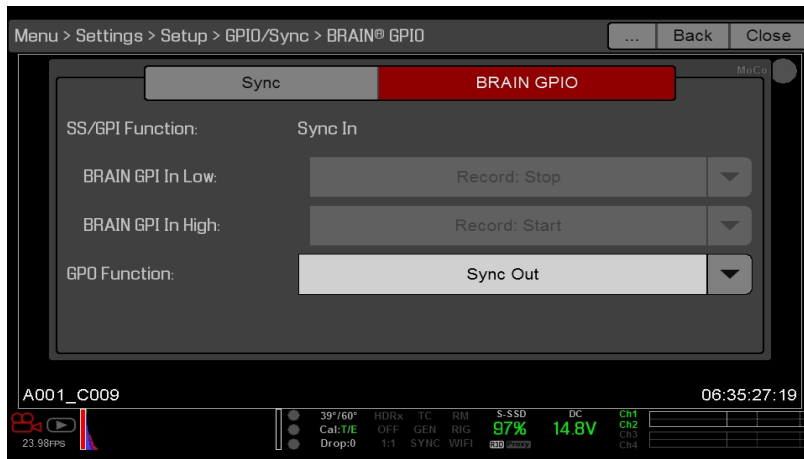 Menu > Settings > Setup > GPIO/Sync > BRAIN® GPIO ... Back Close
MoCo
Sync BRAIN GPIO
SS/GPI Function: Sync In
BRAIN GPI In Low: Record: Stop
BRAIN GPI In High: Record: Start
GPO Function: Sync Out
A001_C009 06:35:27:19
39°/60° HDRx TC RM S-SSD DC Ch1
Cal:T/E OFF GEN RIG 97% 14.8V Ch2
23.98FPS Drop:0 1:1 SYNC WIFI R3D Proxy Ch3
Ch4